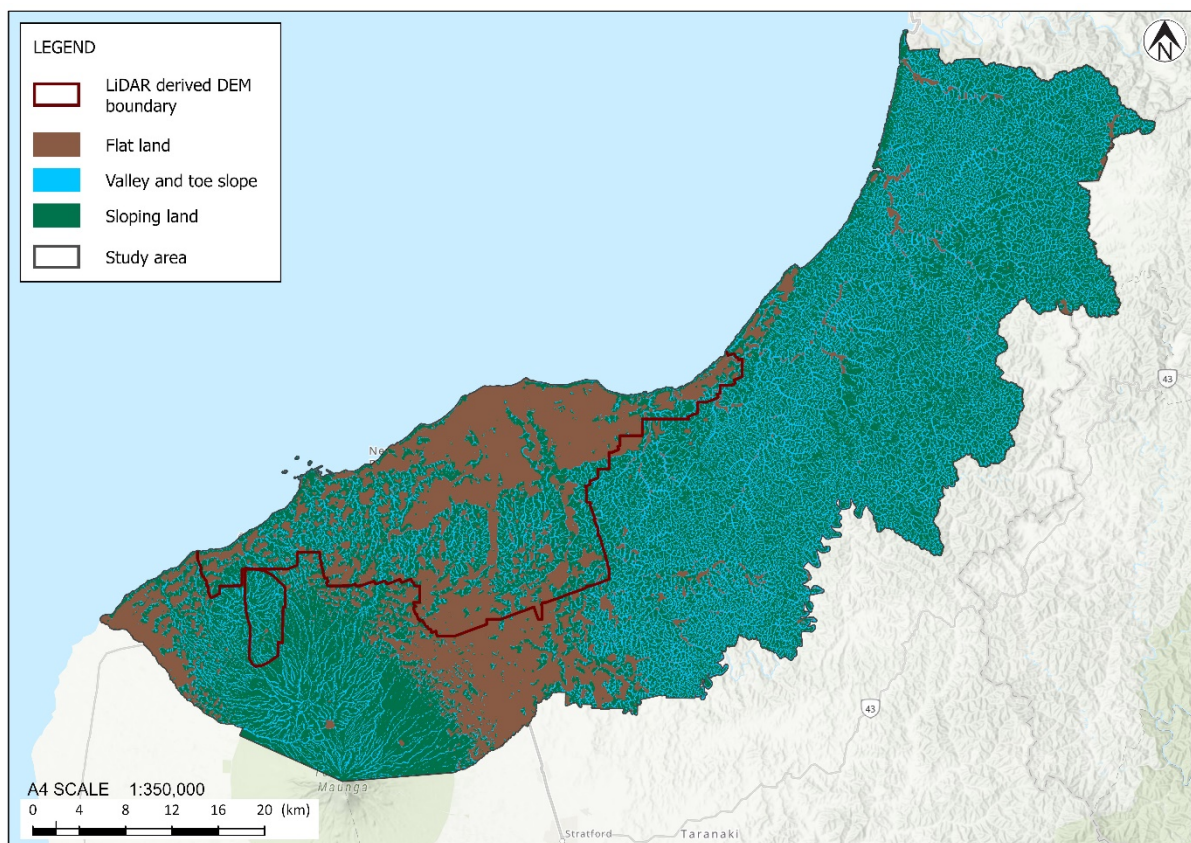 LEGEND
LiDAR derived DEM
boundary
Flat land
Valley and toe slope
Sloping land
Study area
N
43
Ne
43
Maunga
A4 SCALE 1:350,000
0 4 8 12 16 20 (km)
Stratford
Taranaki